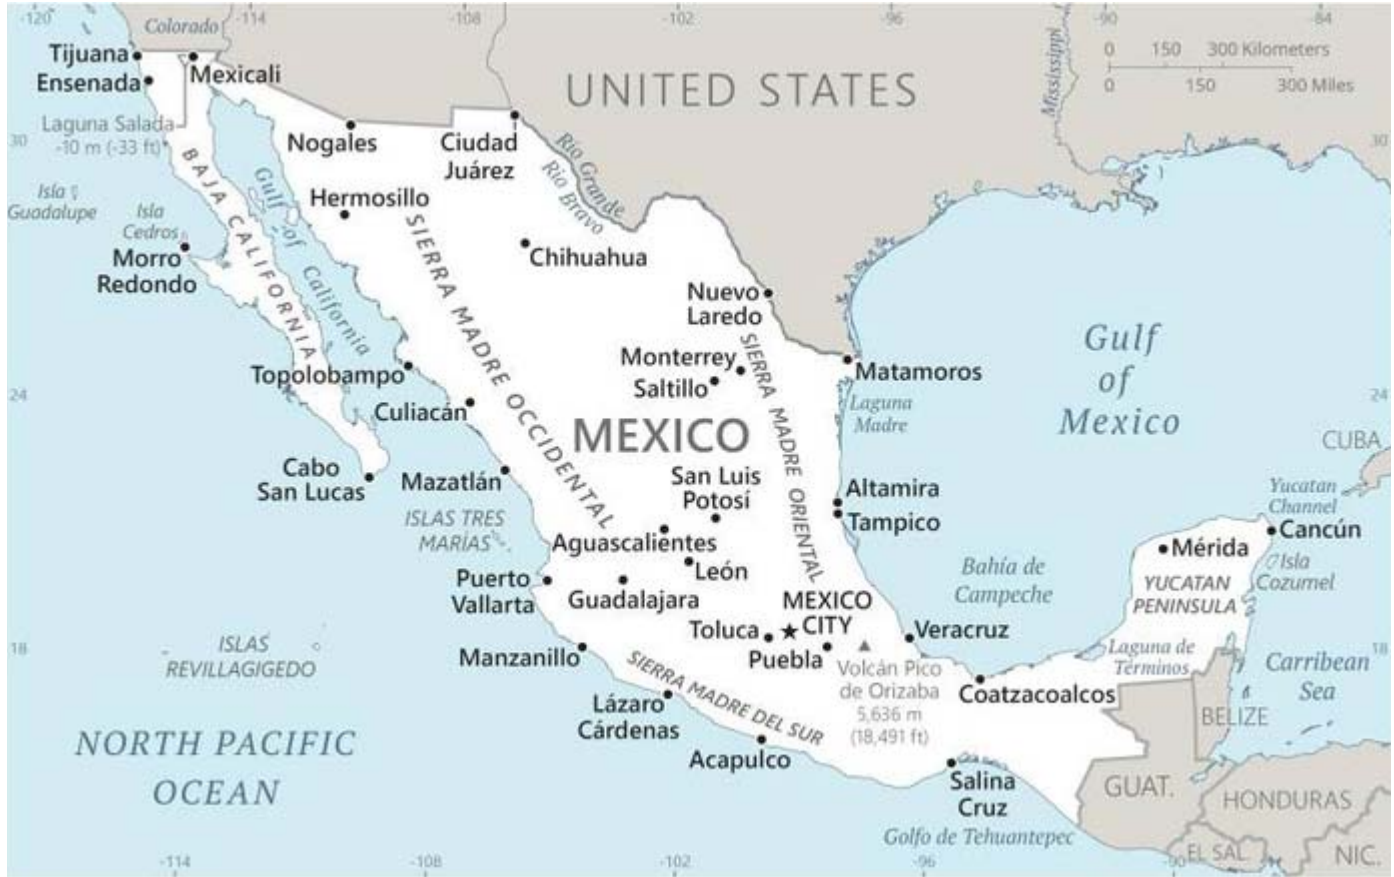 -120
-114
-108
-102
-96
-90
-84
Colorado
Tijuana
Ensenada
Mexicali
Laguna Salada
-10 m (-33 ft)
30
Nogales
Ciudad
Juárez
Rio Grande
Río Bravo
UNITED STATES
Mississippi
0 150 300 Kilometers
0 150 300 Miles
30
Isla
Guadalupe
Isla
Cedros
Morro
Redondo
BAJA CALIFORNIA
Gulf of California
Hermosillo
Chihuahua
SIERRA MADRE OCCIDENTAL
Nuevo
Laredo
Monterrey
Saltillo
SIERRA MADRE ORIENTAL
Matamoros
Laguna
Madre
Gulf
of
Mexico
24
Topolobampo
Culiacán
Cabo
San Lucas
Mazatlán
MEXICO
24
CUBA
San Luis
Potosí
Altamira
Tampico
Yucatan
Channel
Cancún
ISLAS TRES
MARÍAS
Aguascalientes
León
Puerto
Vallarta
Guadalajara
MEXICO
CITY
Toluca
Puebla
Bahía de
Campeche
Mérida
Isla
Cozumel
YUCATAN
PENINSULA
18
ISLAS
REVILLAGIGEDO
Manzanillo
Veracruz
Volcán Pico
de Orizaba
5,636 m
(18,491 ft)
Laguna de
Términos
18
Carribean
Sea
SIERRA MADRE DEL SUR
Lázaro
Cárdenas
Coatzacoalcos
BELIZE
NORTH PACIFIC
OCEAN
Acapulco
Salina
Cruz
GUAT.
HONDURAS
Golfo de Tehuantepec
EL SAL.
NIC.
-114
-108
-102
-96
-90